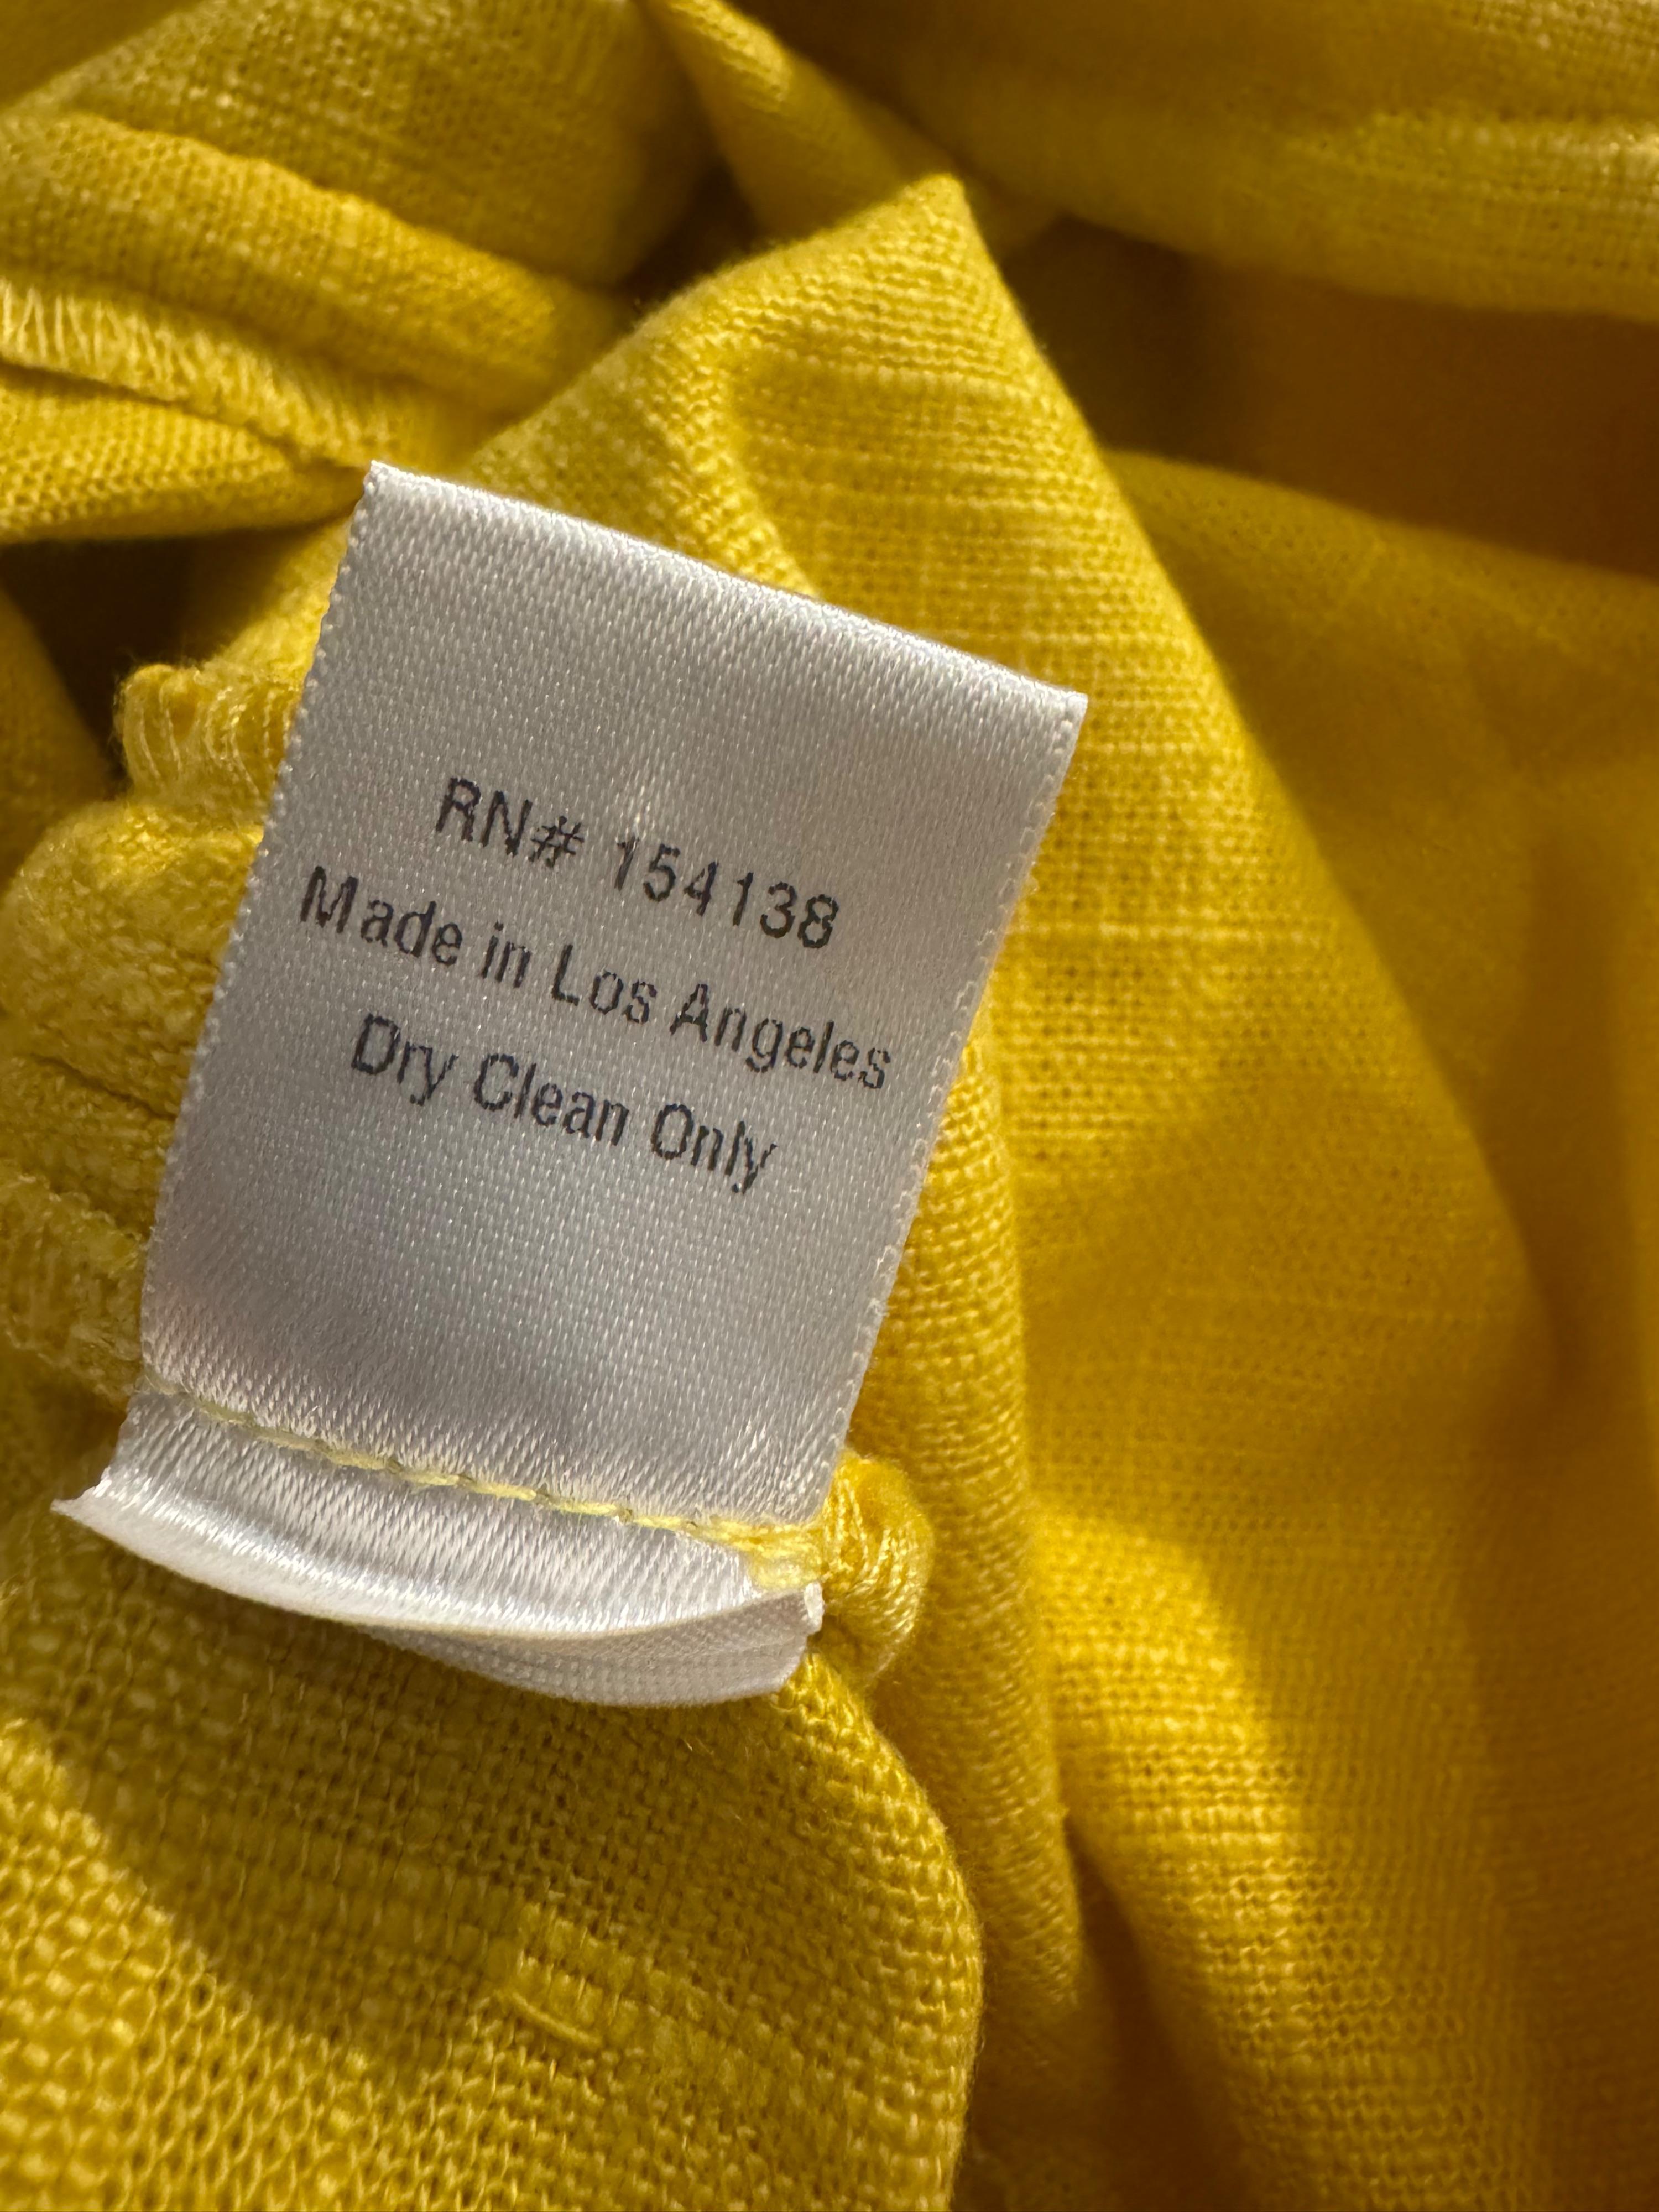 RN# 154138
Made in Los Angeles
Dry Clean Only